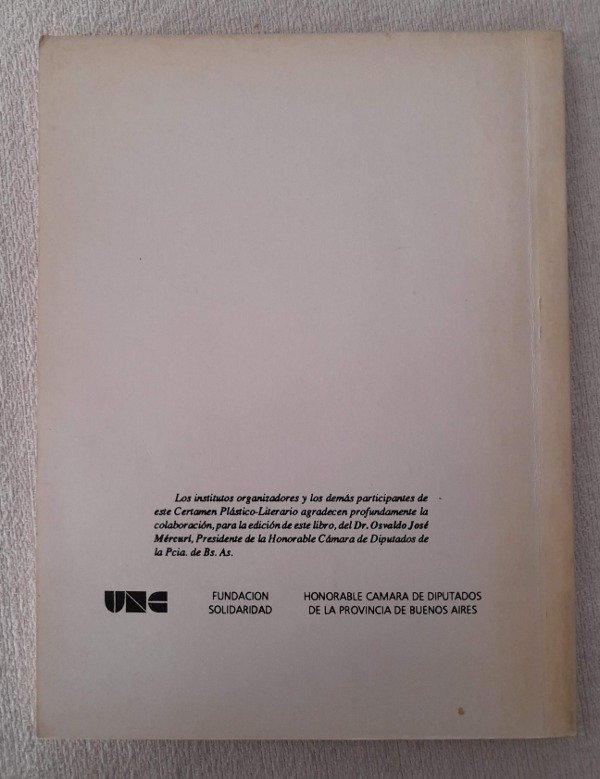 Los institutos organizadores y los demás participantes de
este Certamen Plástico-Literario agradecen profundamente la
colaboración, para la edición de este libro, del Dr. Osvaldo José
Mércuri, Presidente de la Honorable Cámara de Diputados de
la Pcia. de Bs. As.
UNC
FUNDACION
SOLIDARIDAD
HONORABLE CAMARA DE DIPUTADOS
DE LA PROVINCIA DE BUENOS AIRES